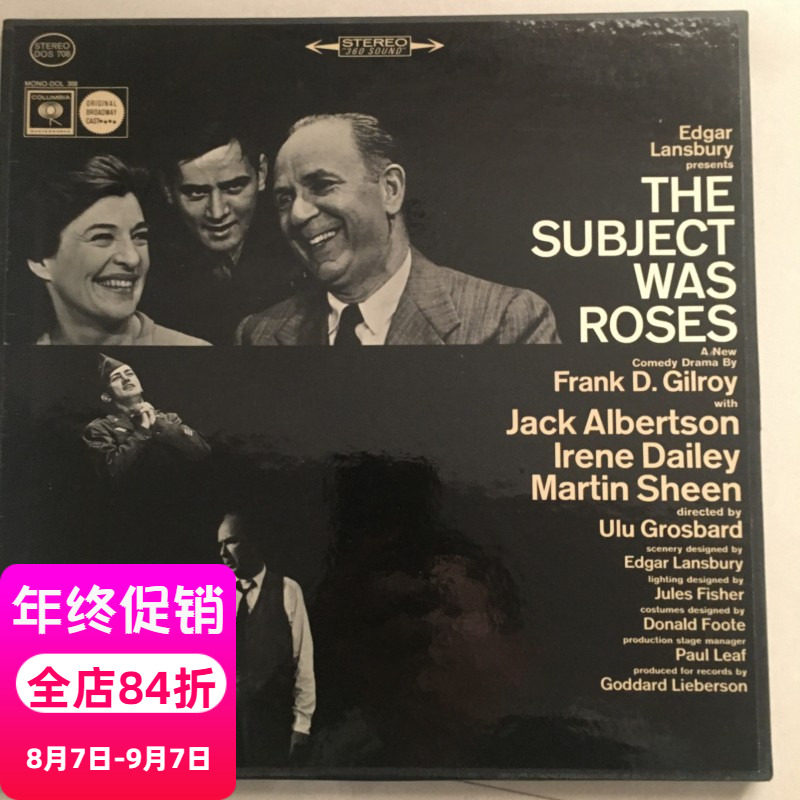 STEREO
DOS 708
STEREO
"360 SOUND"
MONO-DOL 308
COLUMBIA
MASTERWORKS
ORIGINAL
BROADWAY
CAST
Edgar
Lansbury
presents
THE
SUBJECT
WAS
ROSES
A New
Comedy Drama By
Frank D. Gilroy
with
Jack Albertson
Irene Dailey
Martin Sheen
directed by
Ulu Grosbard
scenery designed by
Edgar Lansbury
lighting designed by
Jules Fisher
costumes designed by
Donald Foote
production stage manager
Paul Leaf
produced for records by
Goddard Lieberson
年终促销
全店84折
8月7日-9月7日